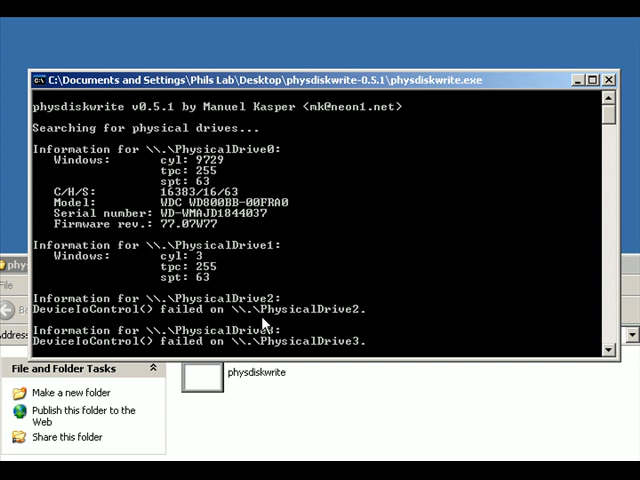 C:\Documents and Settings\Phils Lab\Desktop\physdiskwrite-0.5.1\physdiskwrite.exe
physdiskwrite v0.5.1 by Manuel Kasper <mk@neon1.net>
Searching for physical drives...
Information for \\.\PhysicalDrive0:
Windows: cyl: 9729
tpc: 255
spt: 63
C/H/S: 16383/16/63
Model: WDC WD800BB-00FRA0
Serial number: WD-WMAJD1844037
Firmware rev.: 77.07W77
Information for \\.\PhysicalDrive1:
Windows: cyl: 3
tpc: 255
spt: 63
Information for \\.\PhysicalDrive2:
DeviceIoControl() failed on \\.\PhysicalDrive2.
Information for \\.\PhysicalDrive3:
DeviceIoControl() failed on \\.\PhysicalDrive3.
phy
File
Ba
Address
File and Folder Tasks
Make a new folder
Publish this folder to the
Web
Share this folder
physdiskwrite